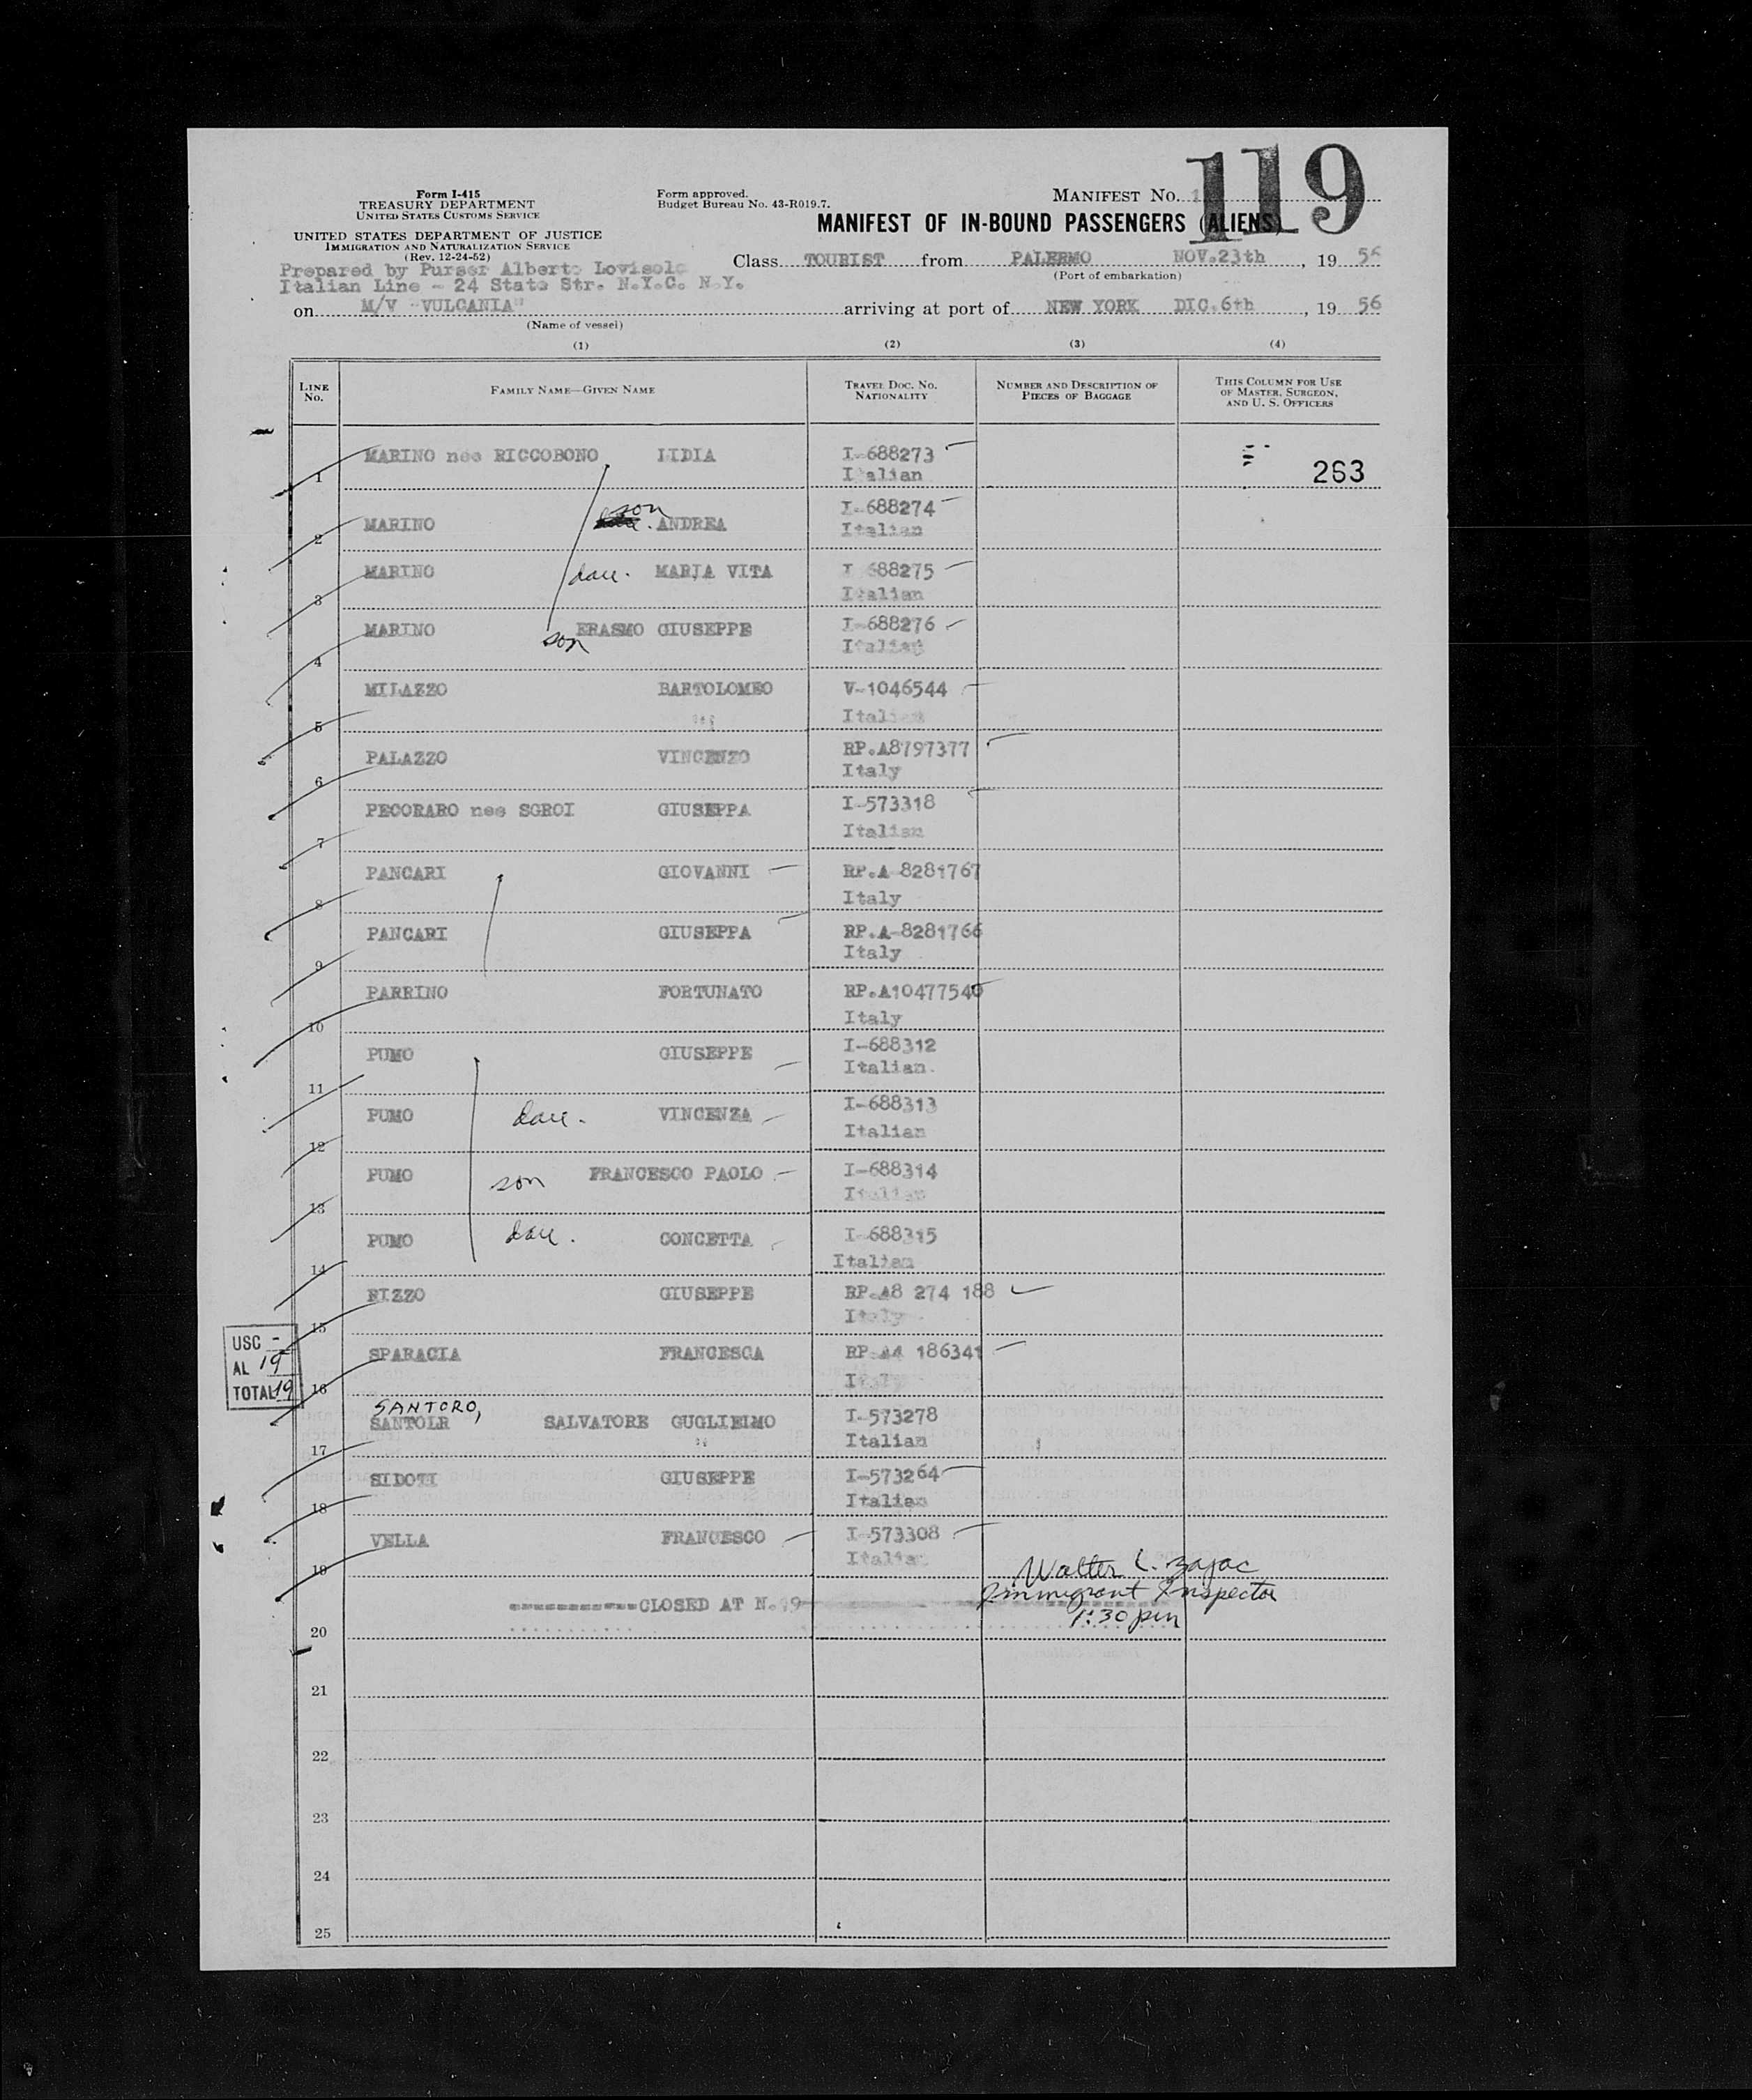 119
Form I-415
TREASURY DEPARTMENT
UNITED STATES CUSTOMS SERVICE
UNITED STATES DEPARTMENT OF JUSTICE
IMMIGRATION AND NATURALIZATION SERVICE
(Rev. 12-24-52)
Form approved.
Budget Bureau No. 43-R019.7.
MANIFEST No.
MANIFEST OF IN-BOUND PASSENGERS (ALIENS)
Prepared by Purser Alberto Lovisolo
Italian Line - 24 State Str. N.Y.C. N.Y.
Class TOURIST from PALERMO NOV.23th, 19 56
(Port of embarkation)
on M/V "VULCANIA" arriving at port of NEW YORK DIC.6th, 19 56
(Name of vessel)
(1) (2) (3) (4)
LINE No. FAMILY NAME—GIVEN NAME TRAVEL DOC. No. NATIONALITY NUMBER AND DESCRIPTION OF PIECES OF BAGGAGE THIS COLUMN FOR USE OF MASTER, SURGEON, AND U. S. OFFICERS
1 MARINO nee RICCOBONO LIDIA I-688273 Italian 263
2 MARINO son ANDREA I-688274 Italian
3 MARINO dau. MARIA VITA I 688275 Italian
4 MARINO son ERASMO GIUSEPPE I-688276 Italian
5 MILAZZO BARTOLOMEO V-1046544 Italian
6 PALAZZO VINCENZO RP.A8797377 Italy
7 PECORARO nee SGROI GIUSEPPA I-573318 Italian
8 PANCARI GIOVANNI RP.A-8281767 Italy
9 PANCARI GIUSEPPA RP.A-8281766 Italy
10 PARRINO FORTUNATO RP.A10477540 Italy
11 PUMO GIUSEPPE I-688312 Italian.
12 PUMO dau. VINCENZA I-688313 Italian
13 PUMO son FRANCESCO PAOLO I-688314 Italian
14 PUMO dau. CONCETTA I-688315 Italian
15 RIZZO GIUSEPPE RP.A8 274 188 Italy
USC -
AL 19
TOTAL 19
16 SPARACIA FRANCESCA RP A4 186341 Italy
SANTORO,
17 SANTOLR SALVATORE GUGLIEIMO I-573278 Italian
18 SIDOTI GIUSEPPE I-573264 Italian
19 VELLA FRANCESCO I-573308 Italian
Walter L. Zajac
Immigrant Inspector
1:30 pm
20 ===========CLOSED AT N.19
21
22
23
24
25